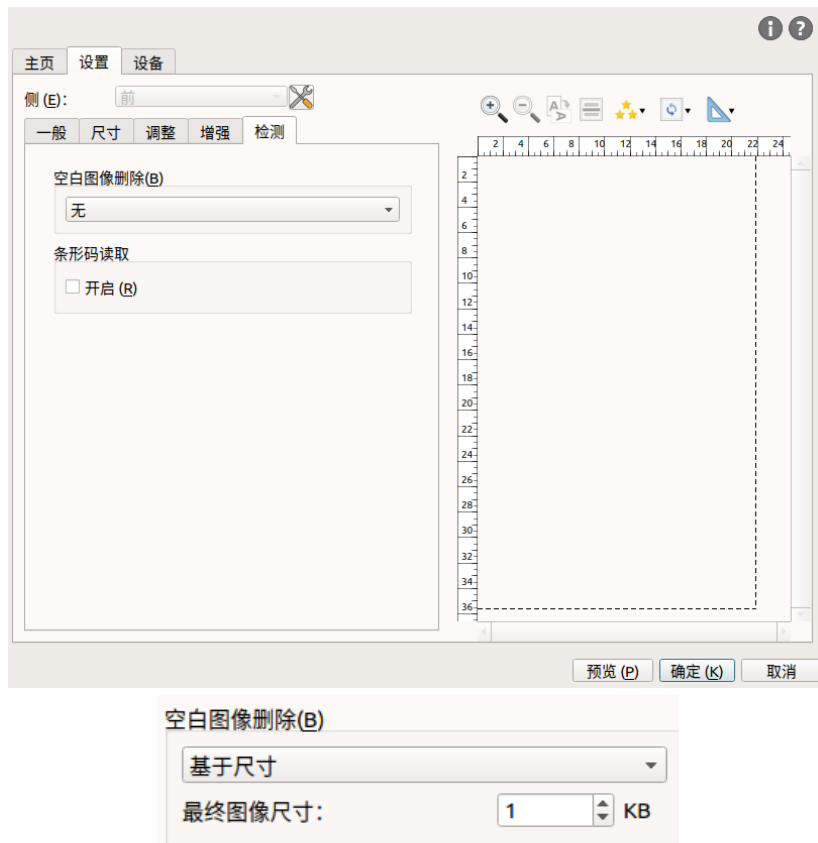 主页 设置 设备
侧 (E): 前
一般 尺寸 调整 增强 检测
空白图像删除(B)
无
条形码读取
开启 (R)
2 4 6 8 10 12 14 16 18 20 22 24
2
4
6
8
10
12
14
16
18
20
22
24
26
28
30
32
34
36
预览 (P) 确定 (K) 取消
空白图像删除(B)
基于尺寸
最终图像尺寸: 1 KB